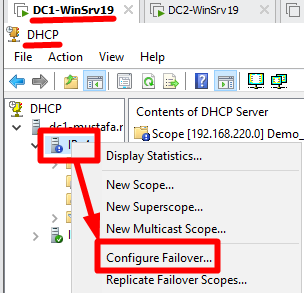 DC1-WinSrv19
DC2-WinSrv19
DHCP
File Action View Help
DHCP
Contents of DHCP Server
dc1-mustafa.r
Scope [192.168.220.0] Demo_
Display Statistics...
New Scope...
New Superscope...
New Multicast Scope...
Configure Failover...
Replicate Failover Scopes...